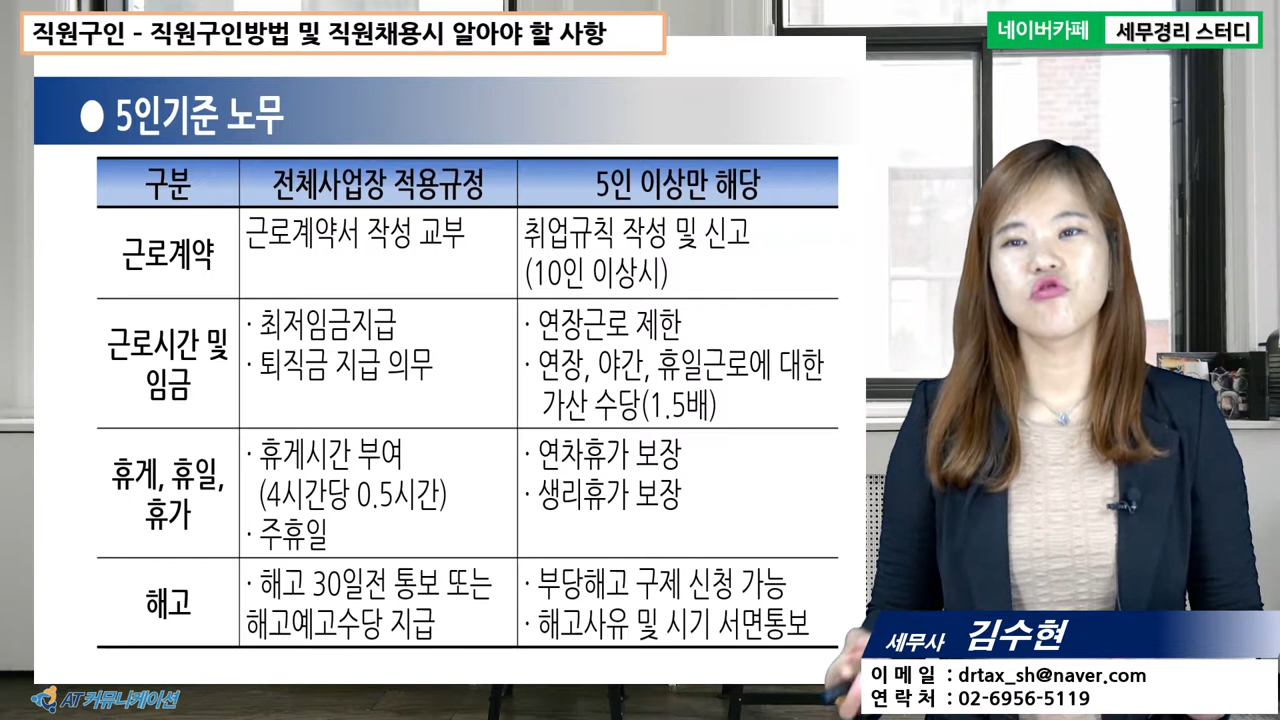 직원구인 - 직원구인방법 및 직원채용시 알아야 할 사항
네이버카페 세무경리 스터디
● 5인기준 노무
구분 전체사업장 적용규정 5인 이상만 해당
근로계약
근로계약서 작성 교부
취업규칙 작성 및 신고
(10인 이상시)
근로시간 및
임금
· 최저임금지급
· 퇴직금 지급 의무
· 연장근로 제한
· 연장, 야간, 휴일근로에 대한
가산 수당(1.5배)
휴게, 휴일,
휴가
· 휴게시간 부여
(4시간당 0.5시간)
· 주휴일
· 연차휴가 보장
· 생리휴가 보장
해고
· 해고 30일전 통보 또는
해고예고수당 지급
· 부당해고 구제 신청 가능
· 해고사유 및 시기 서면통보
세무사 김수현
이 메 일 : drtax_sh@naver.com
연 락 처 : 02-6956-5119
AT커뮤니케이션